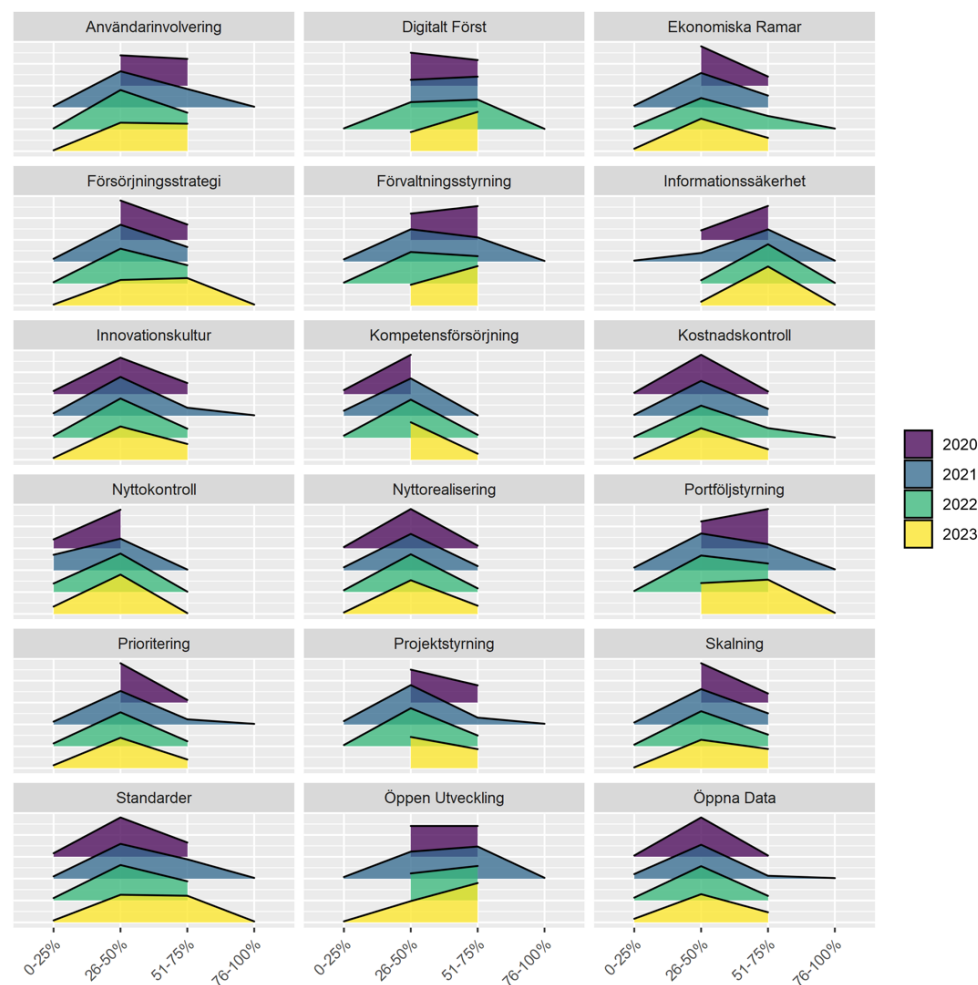 Användarinvolvering
Digitalt Först
Ekonomiska Ramar
Försörjningsstrategi
Förvaltningsstyrning
Informationssäkerhet
Innovationskultur
Kompetensförsörjning
Kostnadskontroll
Nyttokontroll
Nyttorealisering
Portföljstyrning
Prioritering
Projektstyrning
Skalning
Standarder
Öppen Utveckling
Öppna Data
0-25%
26-50%
51-75%
76-100%
0-25%
26-50%
51-75%
76-100%
0-25%
26-50%
51-75%
76-100%
2020
2021
2022
2023